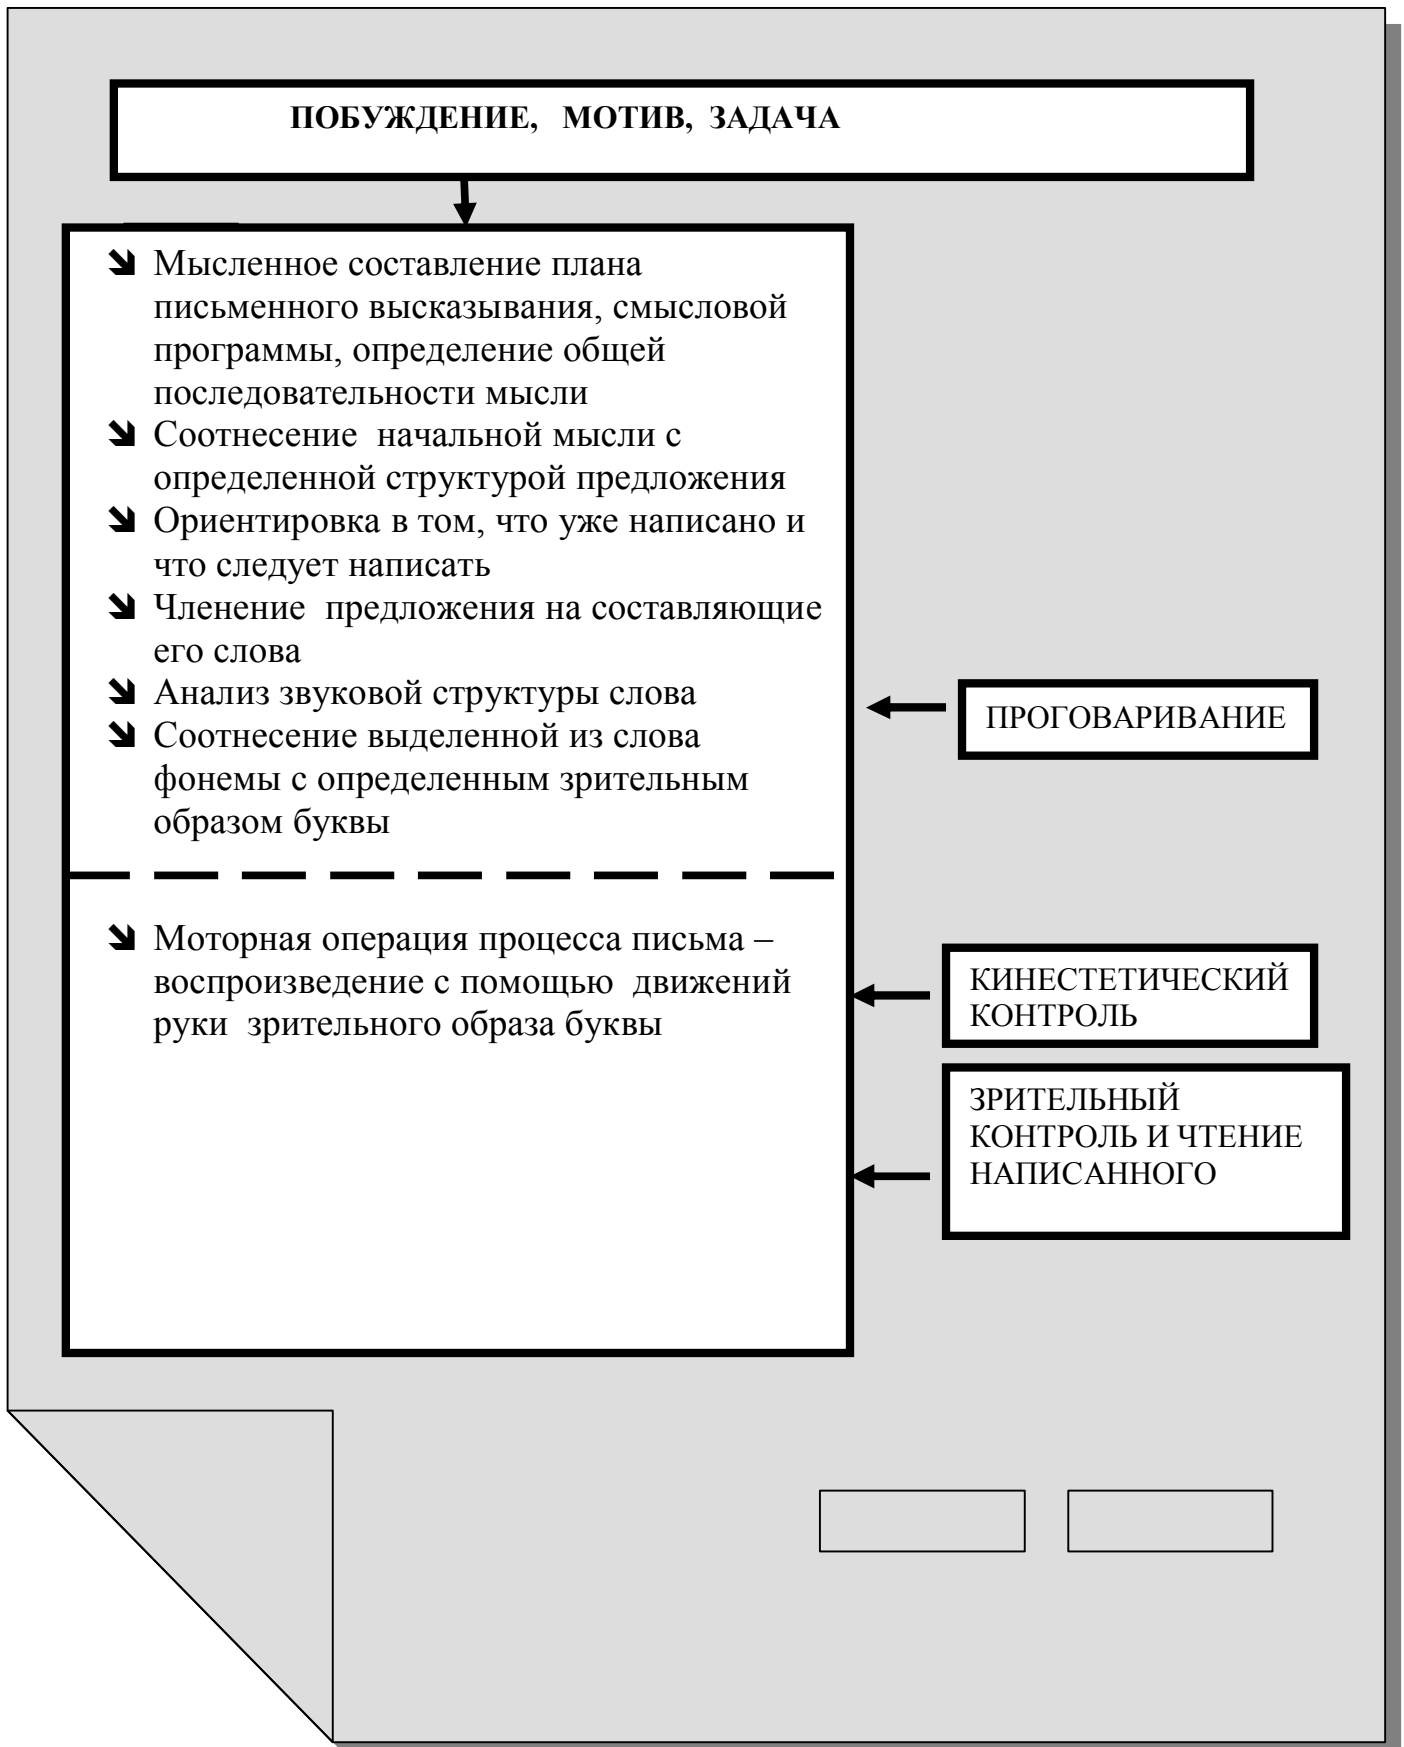 ПОБУЖДЕНИЕ, МОТИВ, ЗАДАЧА
Мысленное составление плана
письменного высказывания, смысловой
программы, определение общей
последовательности мысли
Соотнесение начальной мысли с
определенной структурой предложения
Ориентировка в том, что уже написано и
что следует написать
Членение предложения на составляющие
его слова
Анализ звуковой структуры слова
Соотнесение выделенной из слова
фонемы с определенным зрительным
образом буквы
ПРОГОВАРИВАНИЕ
Моторная операция процесса письма –
воспроизведение с помощью движений
руки зрительного образа буквы
КИНЕСТЕТИЧЕСКИЙ
КОНТРОЛЬ
ЗРИТЕЛЬНЫЙ
КОНТРОЛЬ И ЧТЕНИЕ
НАПИСАННОГО